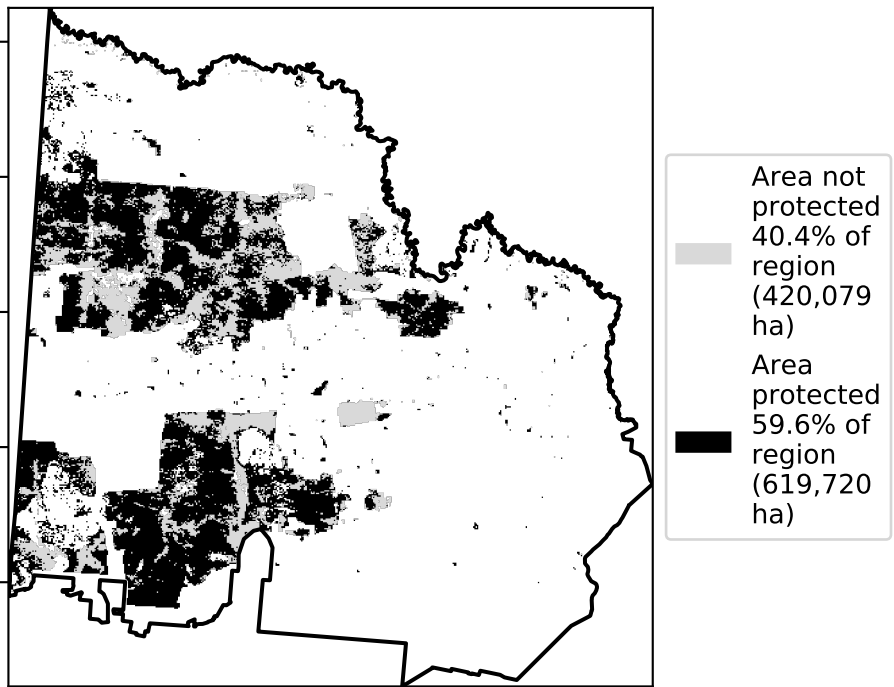 Area not
protected
40.4% of
region
(420,079
ha)
Area
protected
59.6% of
region
(619,720
ha)